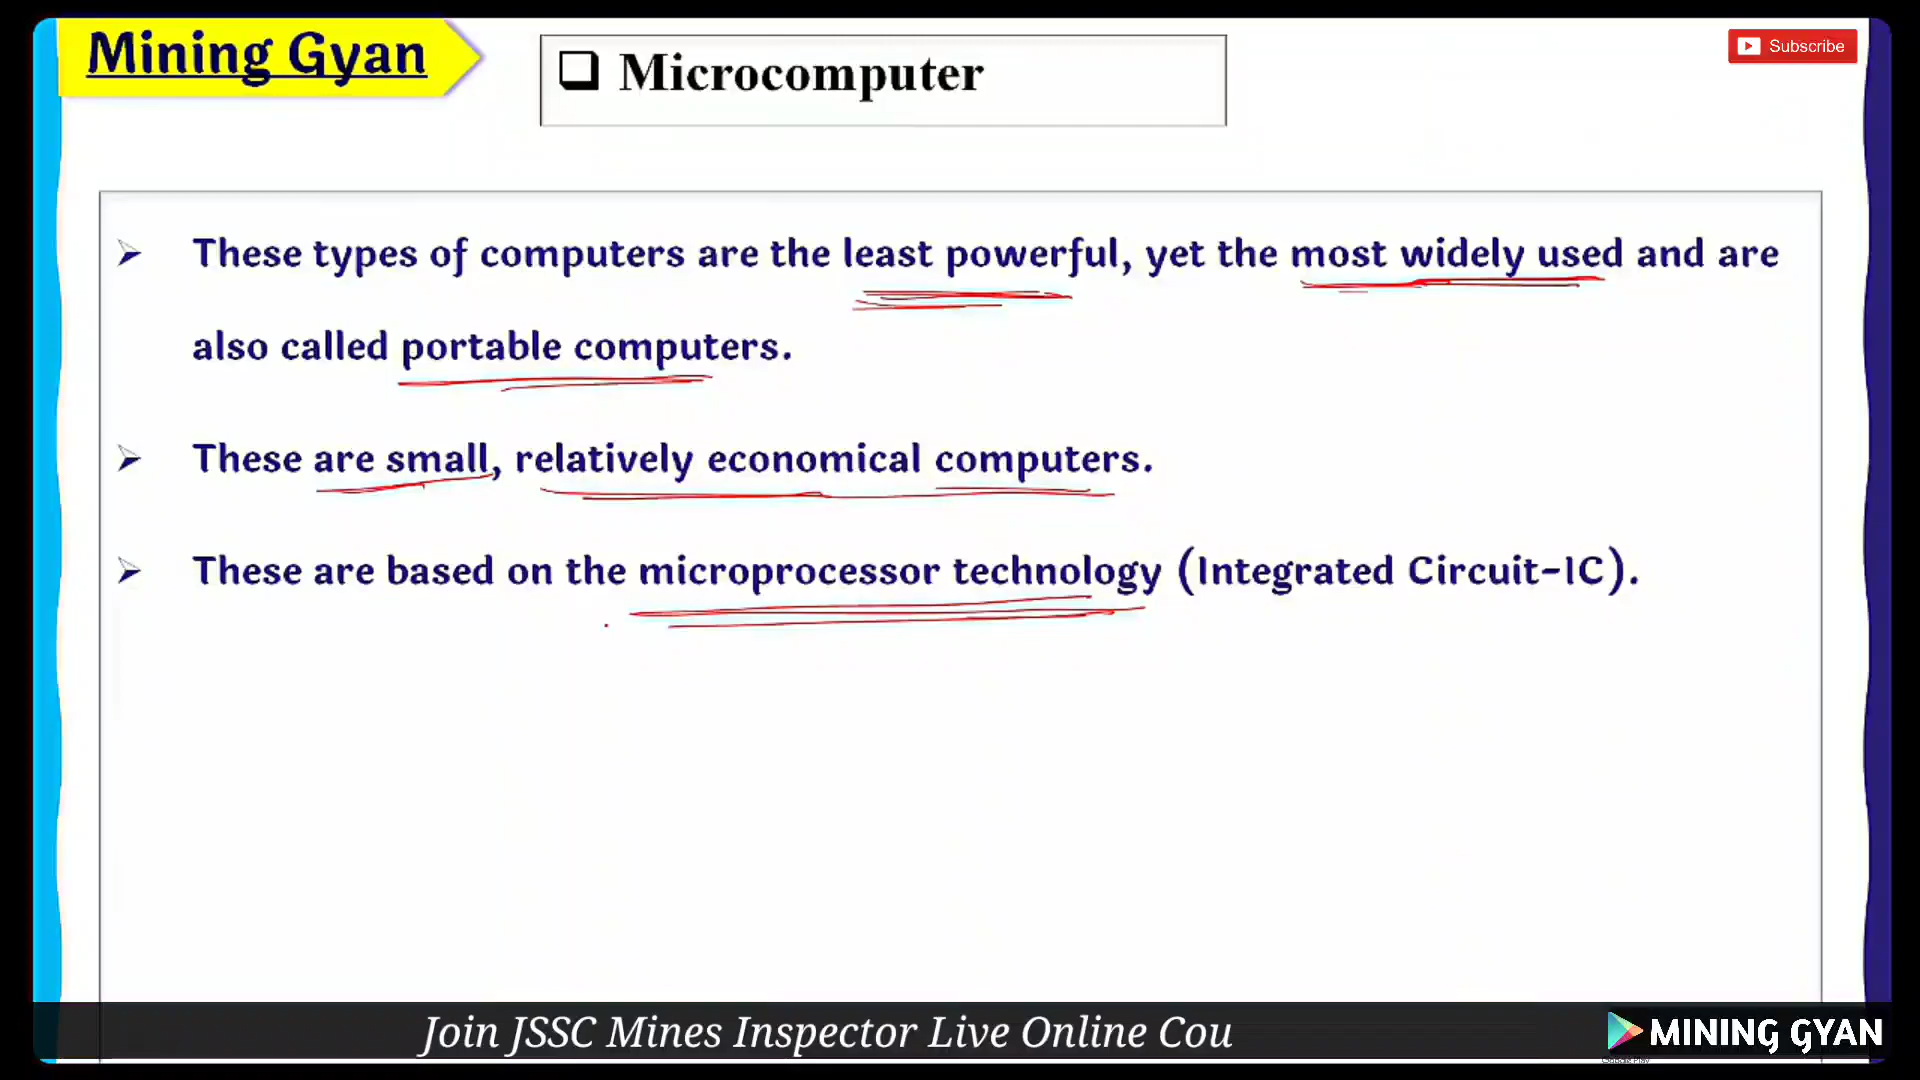 Mining Gyan
Microcomputer
Subscribe
These types of computers are the least powerful, yet the most widely used and are
also called portable computers.
These are small, relatively economical computers.
These are based on the microprocessor technology (Integrated Circuit-IC).
Join JSSC Mines Inspector Live Online Cou
MINING GYAN
Google Play